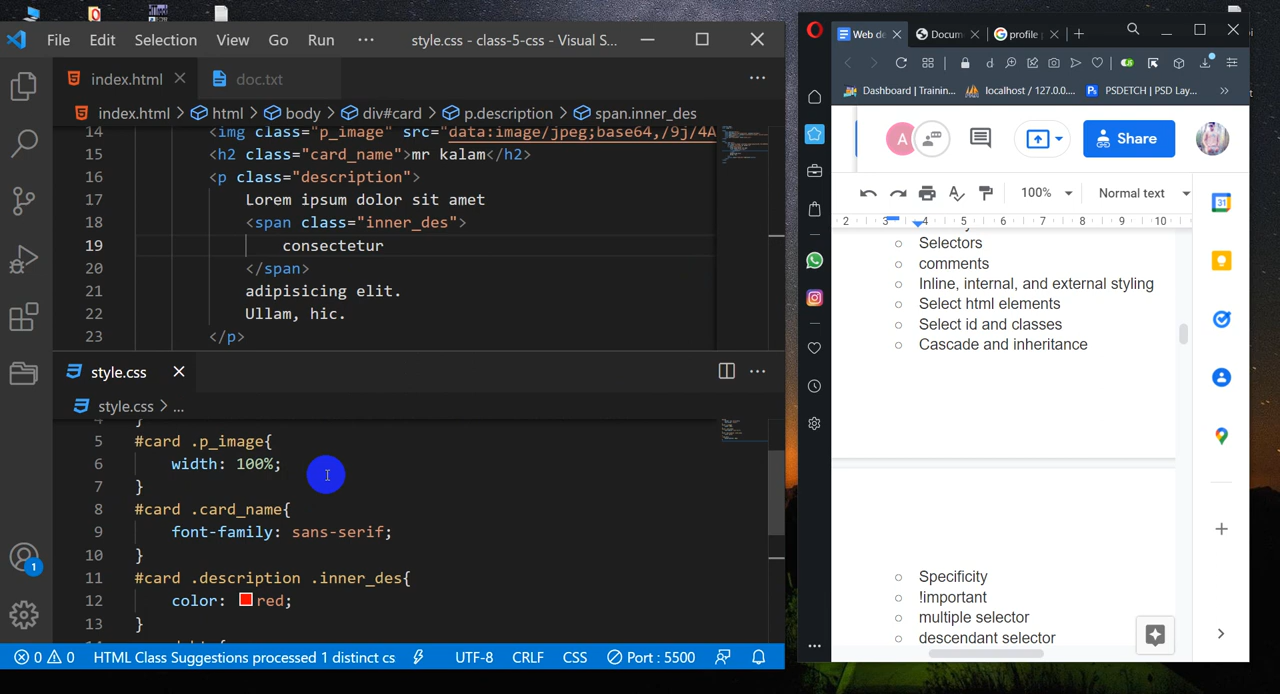 File Edit Selection View Go Run ··· style.css - class-5-css - Visual S...
index.html doc.txt
index.html > html > body > div#card > p.description > span.inner_des
14 <img class="p_image" src="data:image/jpeg;base64,/9j/4A
15 <h2 class="card_name">mr kalam</h2>
16 <p class="description">
17 Lorem ipsum dolor sit amet
18 <span class="inner_des">
19 consectetur
20 </span>
21 adipisicing elit.
22 Ullam, hic.
23 </p>
style.css
style.css > ...
5 #card .p_image{
6 width: 100%;
7 }
8 #card .card_name{
9 font-family: sans-serif;
10 }
11 #card .description .inner_des{
12 color: red;
13 }
1
0 0 HTML Class Suggestions processed 1 distinct cs UTF-8 CRLF CSS Port : 5500
Web de Docum profile
Dashboard | Trainin... localhost / 127.0.0.... PSDETCH | PSD Lay...
A Share
100% Normal text
2 3 4 5 6 7 8 9 10
31
Selectors
comments
Inline, internal, and external styling
Select html elements
Select id and classes
Cascade and inheritance
Specificity
!important
multiple selector
descendant selector